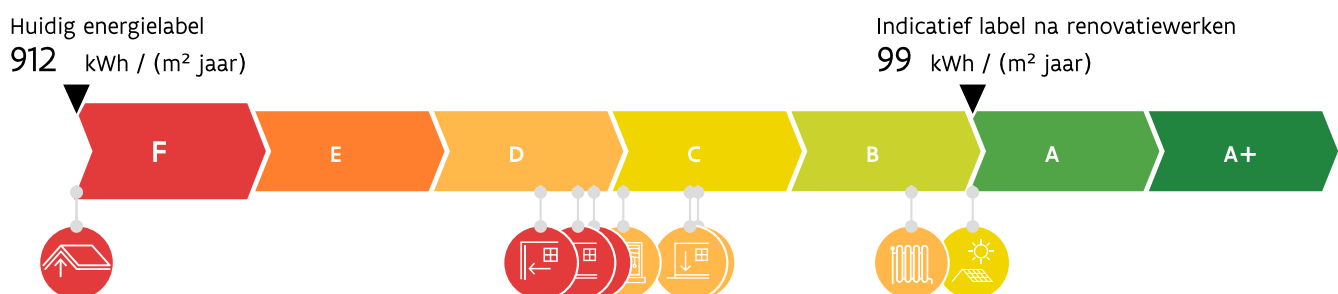 Huidig energielabel
912 kWh / (m² jaar)
Indicatief label na renovatiewerken
99 kWh / (m² jaar)
F E D C B A A+